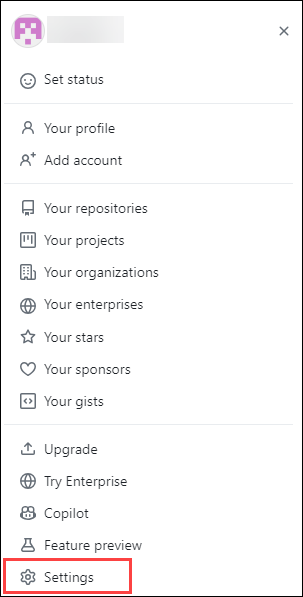 Set status
Your profile
Add account
Your repositories
Your projects
Your organizations
Your enterprises
Your stars
Your sponsors
Your gists
Upgrade
Try Enterprise
Copilot
Feature preview
Settings